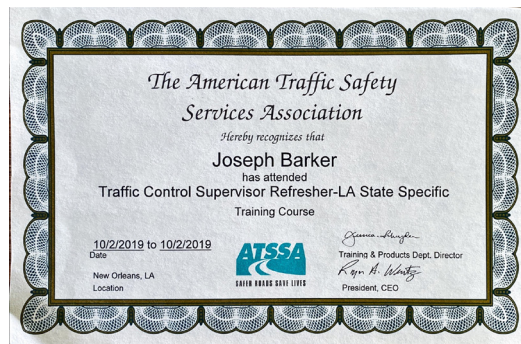 The American Traffic Safety
Services Association
Hereby recognizes that
Joseph Barker
has attended
Traffic Control Supervisor Refresher-LA State Specific
Training Course
10/2/2019 to 10/2/2019
Date
New Orleans, LA
Location
ATSSA
SAFER ROADS SAVE LIVES
Training & Products Dept. Director
President, CEO